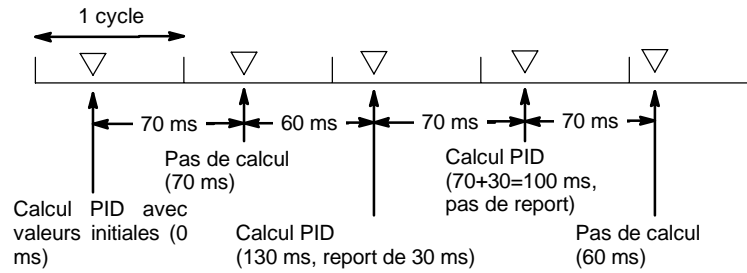 1 cycle
70 ms
60 ms
70 ms
70 ms
Pas de calcul
(70 ms)
Calcul PID
(70+30=100 ms,
pas de report)
Calcul PID avec
valeurs initiales (0
ms)
Calcul PID
(130 ms, report de 30 ms)
Pas de calcul
(60 ms)